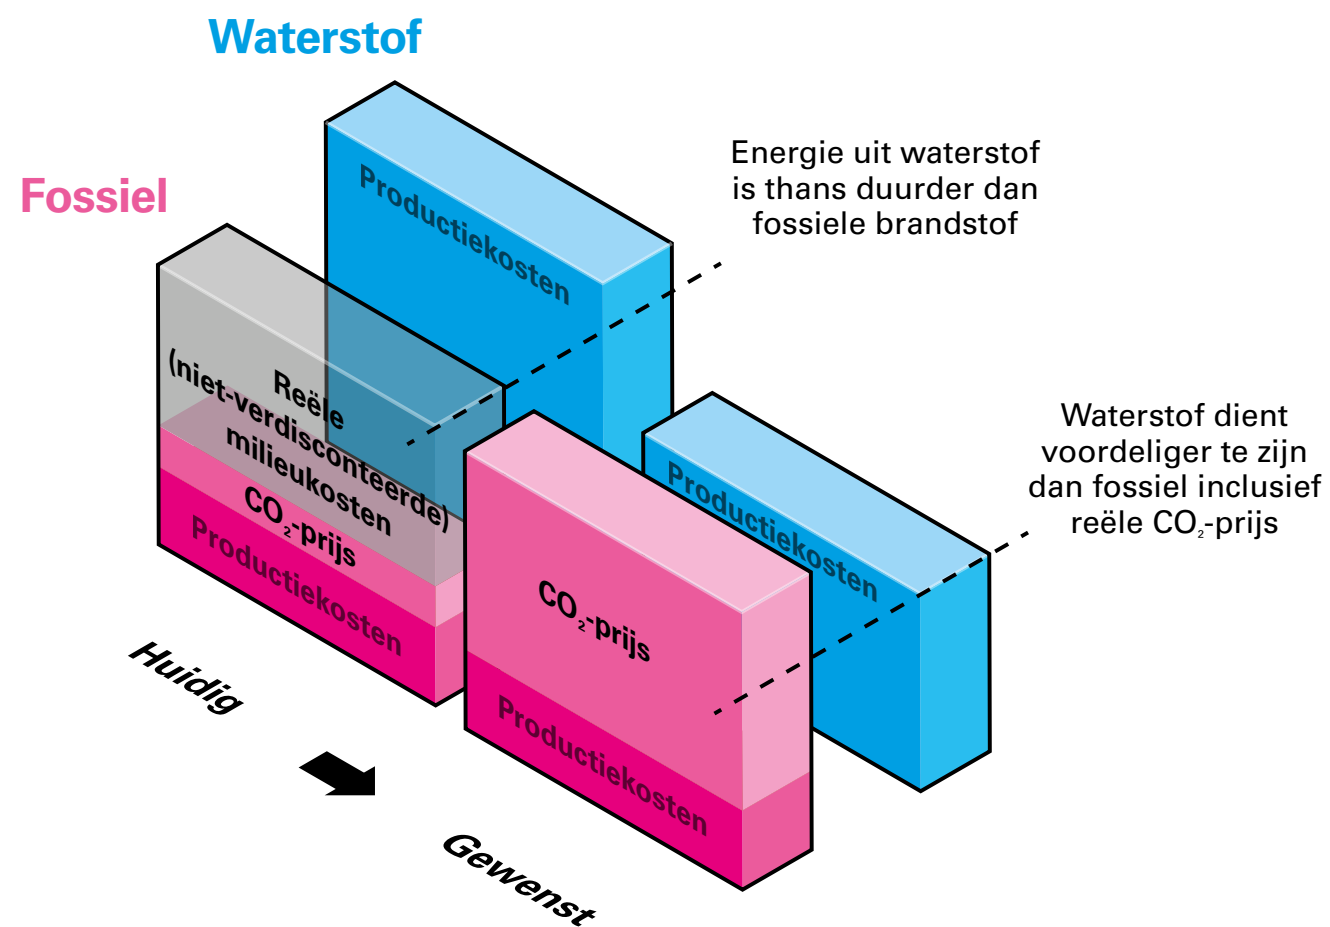 Waterstof
Fossiel
Productiekosten
Energie uit waterstof
is thans duurder dan
fossiele brandstof
Reële
(niet-verdisconteerde)
milieukosten
CO₂-prijs
Productiekosten
Productiekosten
Waterstof dient
voordeliger te zijn
dan fossiel inclusief
reële CO₂-prijs
CO₂-prijs
Productiekosten
Huidig
Gewenst